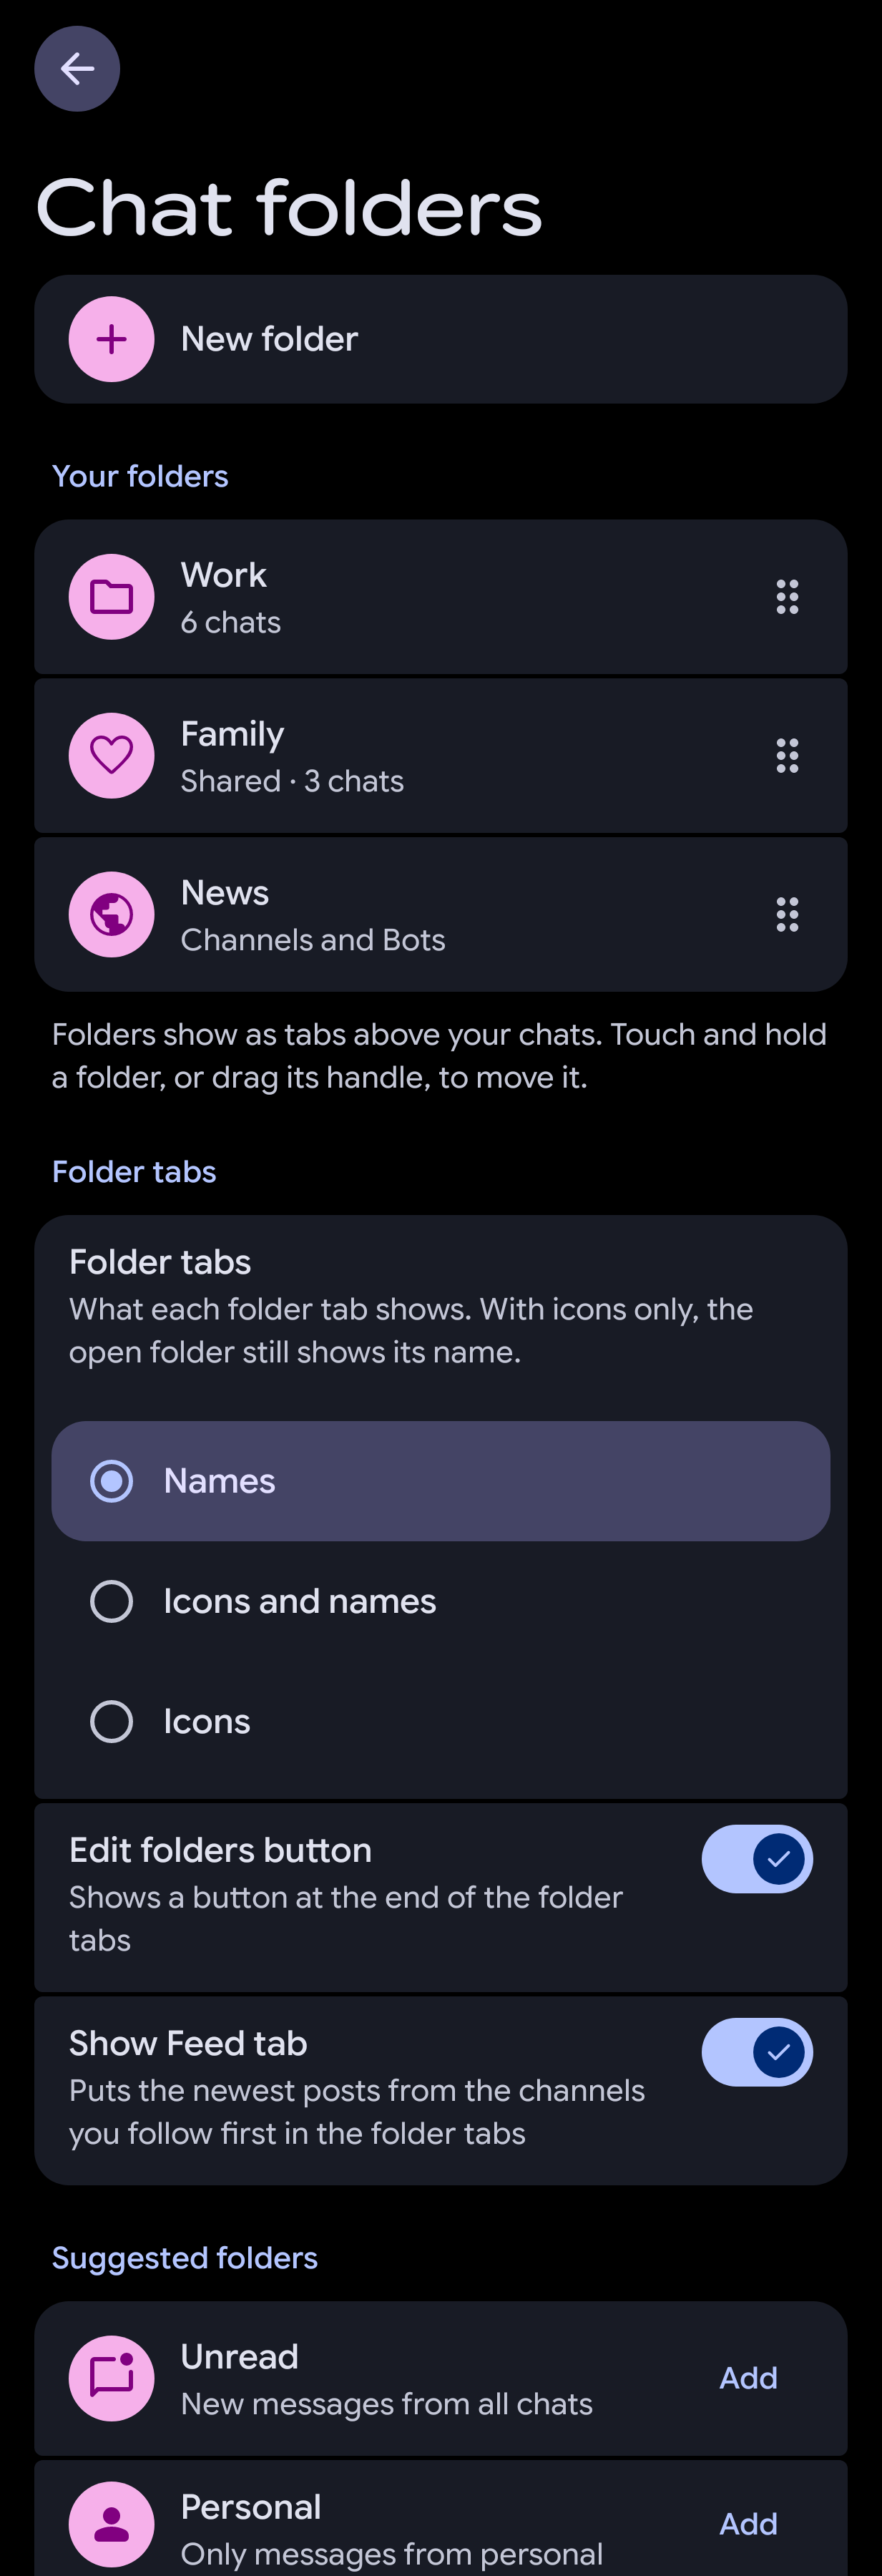 Chat folders
New folder
Your folders
Work
6 chats
Family
Shared · 3 chats
News
Channels and Bots
Folders show as tabs above your chats. Touch and hold
a folder, or drag its handle, to move it.
Folder tabs
Folder tabs
What each folder tab shows. With icons only, the
open folder still shows its name.
Names
Icons and names
Icons
Edit folders button
Shows a button at the end of the folder
tabs
Show Feed tab
Puts the newest posts from the channels
you follow first in the folder tabs
Suggested folders
Unread
New messages from all chats
Add
Personal
Only messages from personal
Add